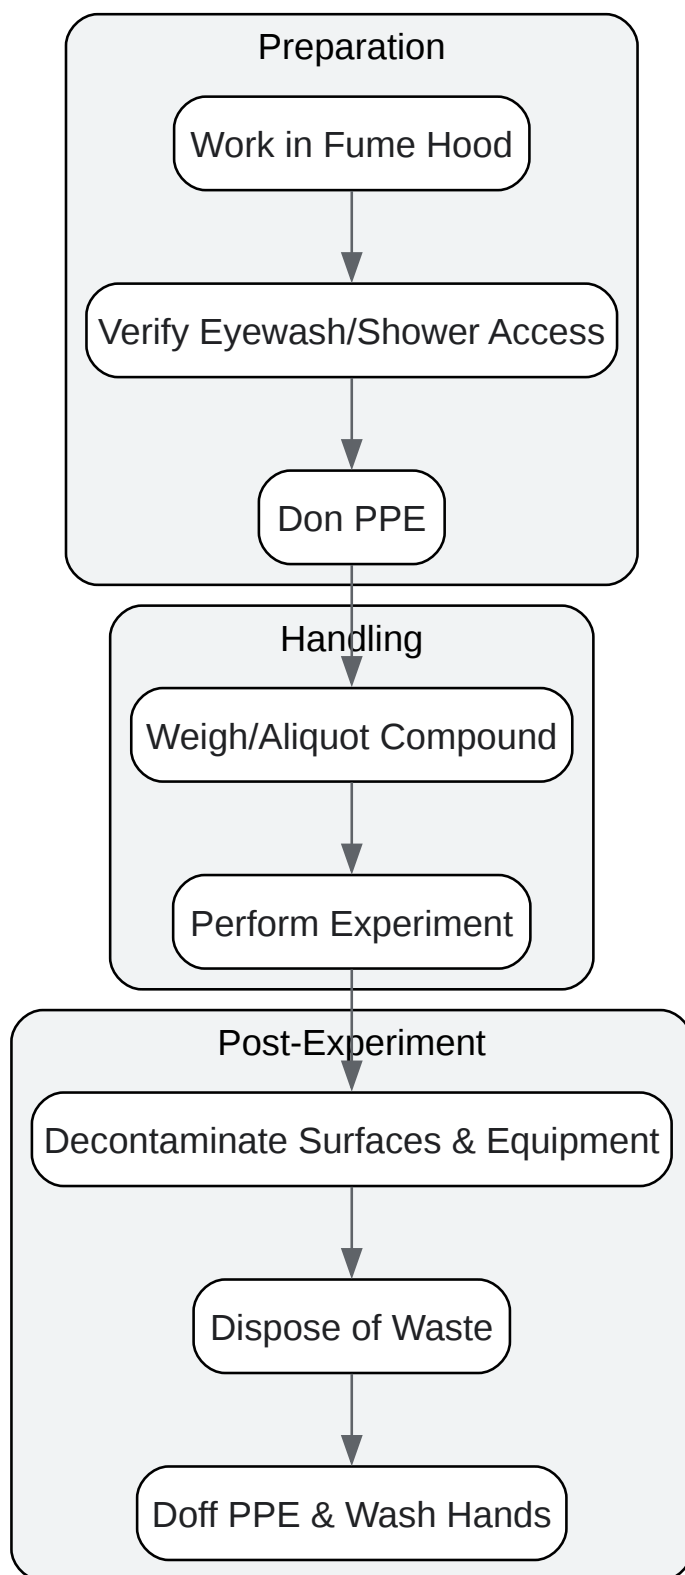 Preparation
Work in Fume Hood
Verify Eyewash/Shower Access
Don PPE
Handling
Weigh/Aliquot Compound
Perform Experiment
Post-Experiment
Decontaminate Surfaces & Equipment
Dispose of Waste
Doff PPE & Wash Hands